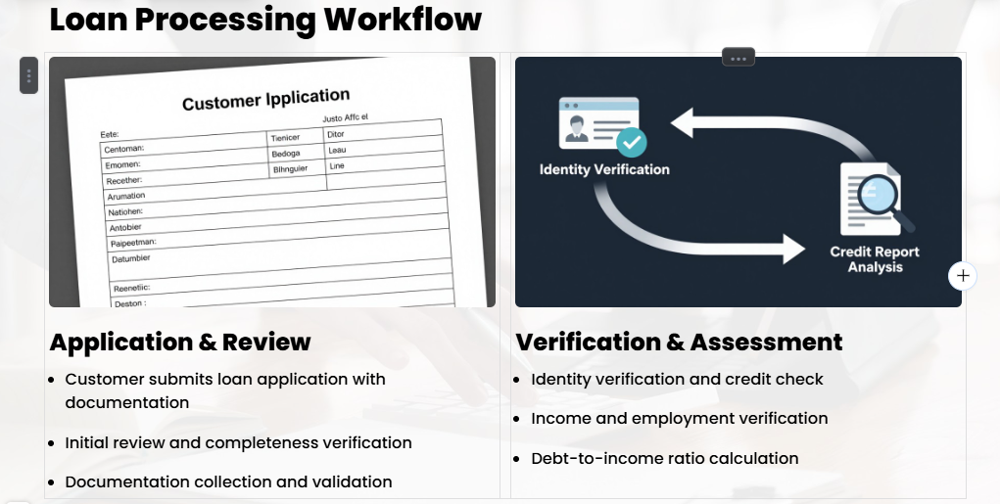 Loan Processing Workflow
Customer Ipplication
Justo Affc el
Eete:
Centoman:
Tienicer
Ditor
Emomen:
Bedoga
Leau
Recether:
Blhnguier
Line
Arumation
Natiohen:
Antobier
Paipeetman:
Datumbier
Reenetlic:
Deston :
Identity Verification
Credit Report
Analysis
Application & Review
Customer submits loan application with
documentation
Initial review and completeness verification
Documentation collection and validation
Verification & Assessment
Identity verification and credit check
Income and employment verification
Debt-to-income ratio calculation